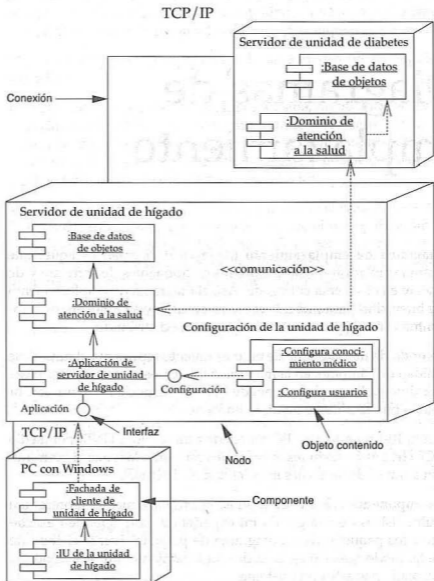 TCP/IP
Servidor de unidad de diabetes
:Base de datos
de objetos
Conexión
:Dominio de
atención
a la salud
Servidor de unidad de hígado
:Base de datos
de objetos
<<comunicación>>
:Dominio de
atención a la salud
Configuración de la unidad de hígado
:Aplicación de
servidor de unidad
de hígado
:Configura conoci-
miento médico
Configuración
:Configura usuarios
Aplicación
Interfaz
Objeto contenido
TCP/IP
Nodo
PC con Windows
:Fachada de
cliente de
unidad de hígado
Componente
:IU de la unidad
de hígado